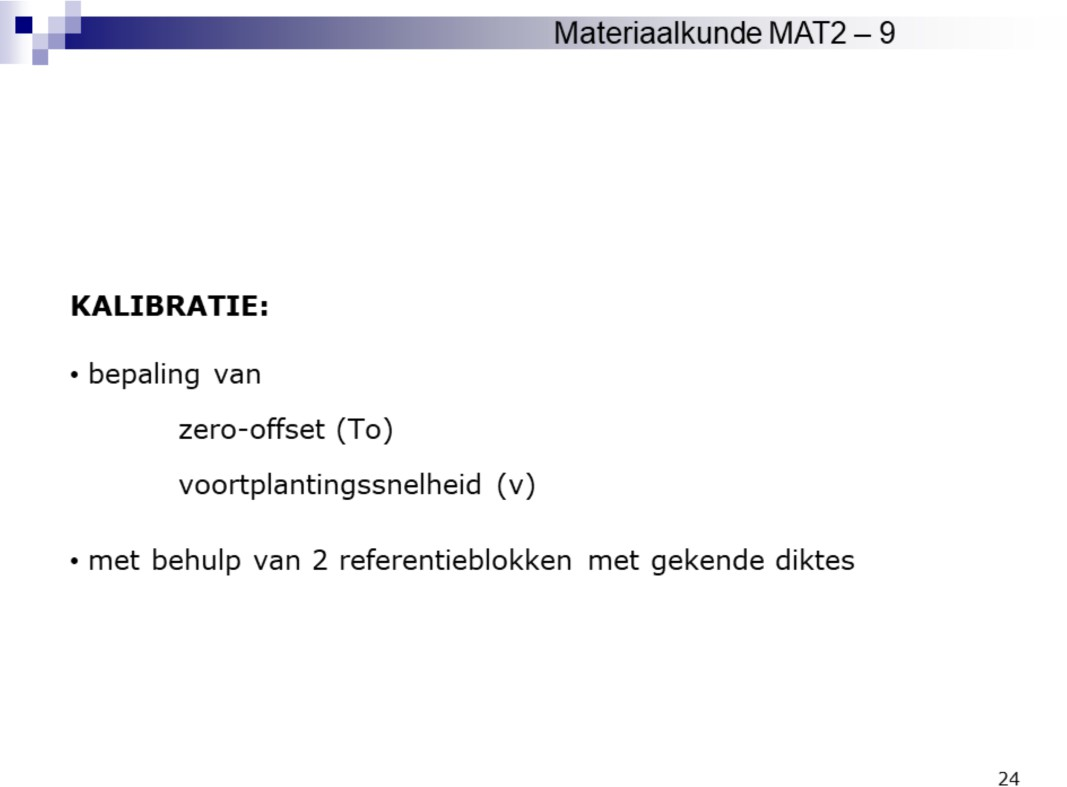 Materiaalkunde MAT2 – 9
KALIBRATIE:
• bepaling van
zero-offset (To)
voortplantingssnelheid (v)
• met behulp van 2 referentieblokken met gekende diktes
24